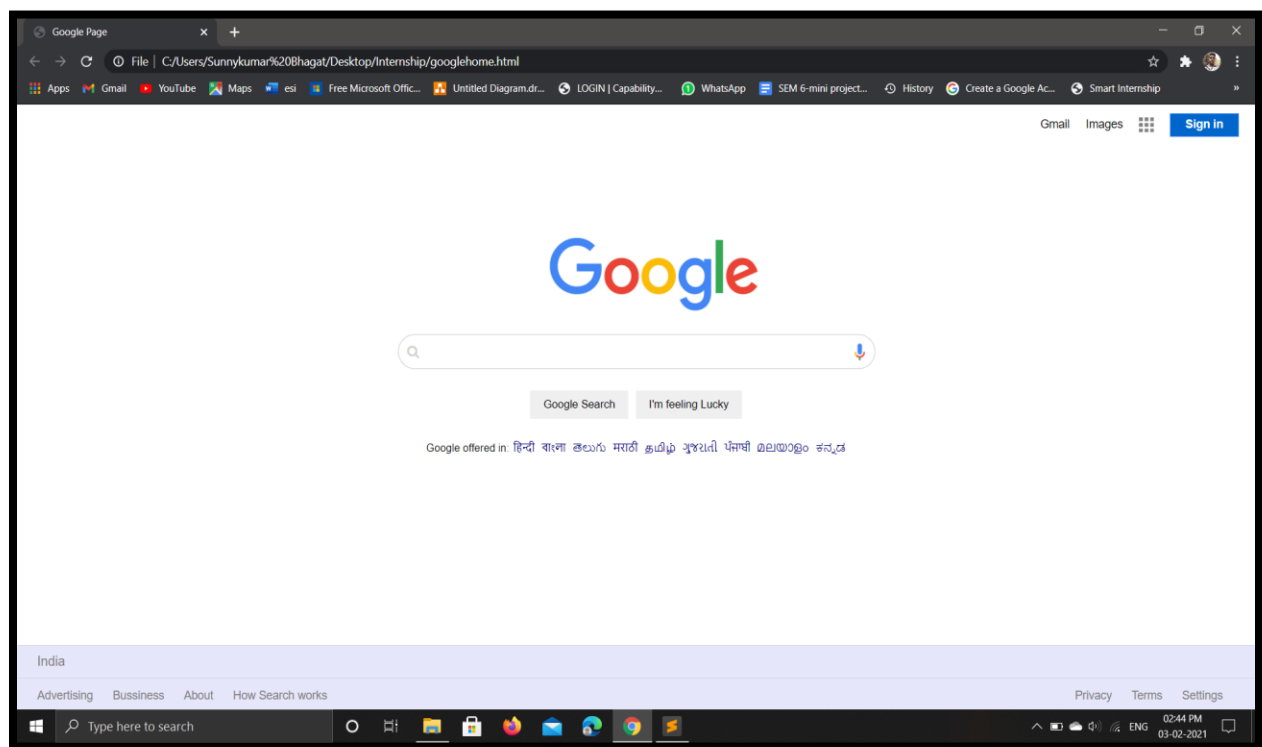 Google Page
File | C:/Users/Sunnykumar%20Bhagat/Desktop/Internship/googlehome.html
Apps Gmail YouTube Maps esi Free Microsoft Offic... Untitled Diagram.dr... LOGIN | Capability... WhatsApp SEM 6-mini project... History Create a Google Ac... Smart Internship »
Gmail Images Sign in
Google
Google Search I'm feeling Lucky
Google offered in: हिन्दी বাংলা తెలుగు मराठी தமிழ் ગુજરાતી ਪੰਜਾਬੀ മലയാളം ಕನ್ನಡ
India
Advertising Bussiness About How Search works Privacy Terms Settings
Type here to search ENG 02:44 PM
03-02-2021